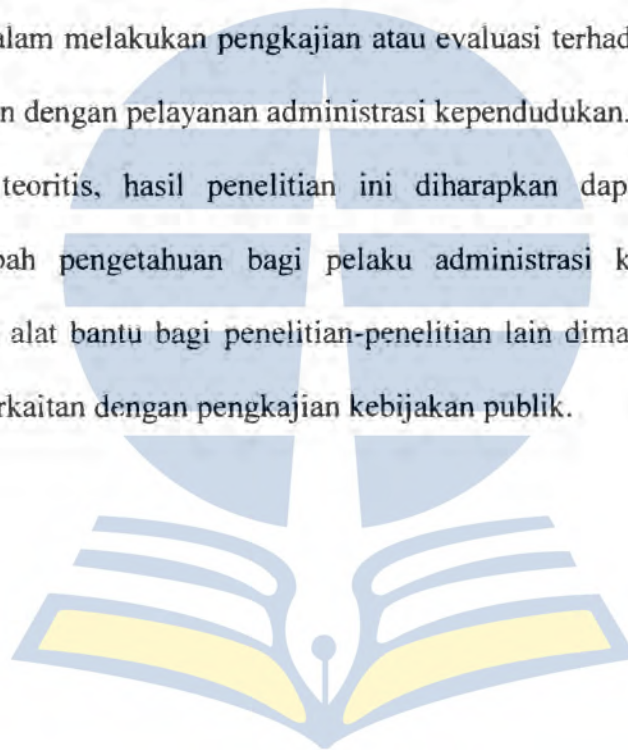 alam melakukan pengkajian atau evaluasi terhad
n dengan pelayanan administrasi kependudukan.
teoritis, hasil penelitian ini diharapkan dap
bah pengetahuan bagi pelaku administrasi k
alat bantu bagi penelitian-penelitian lain dima
rkaitan dengan pengkajian kebijakan publik.